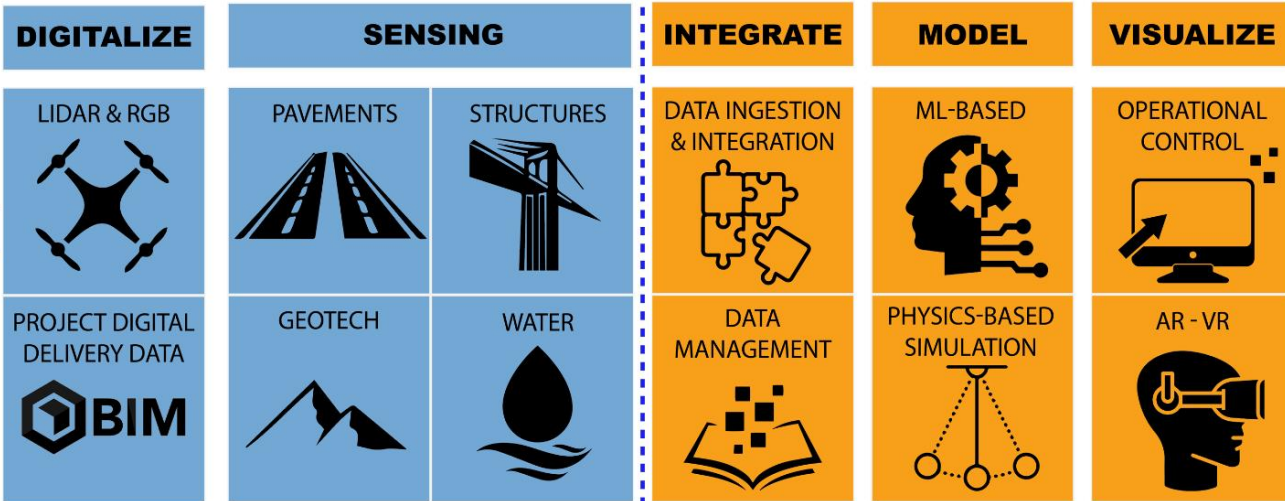 DIGITALIZE
SENSING
INTEGRATE
MODEL
VISUALIZE
LIDAR & RGB
PAVEMENTS
STRUCTURES
DATA INGESTION
& INTEGRATION
ML-BASED
OPERATIONAL
CONTROL
PROJECT DIGITAL
DELIVERY DATA
BIM
GEOTECH
WATER
DATA
MANAGEMENT
PHYSICS-BASED
SIMULATION
AR - VR